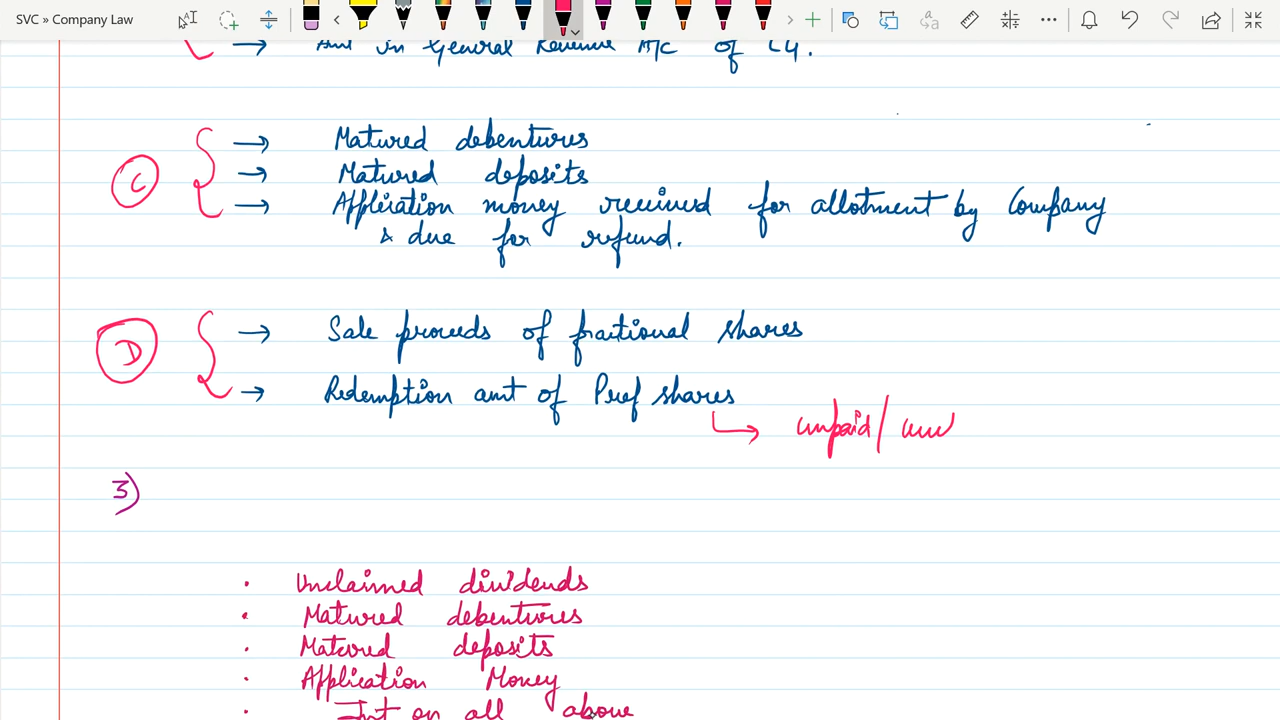 SVC » Company Law
→ Amt in General Revenue A/C of CG.
C → Matured debentures
→ Matured deposits
→ Application money received for allotment by Company
& due for refund.
D → Sale proceeds of fractional shares
→ Redemption amt of Pref shares
↳ unpaid/
3)
• Unclaimed dividends
• Matured debentures
• Matured deposits
• Application Money
• Int on all above